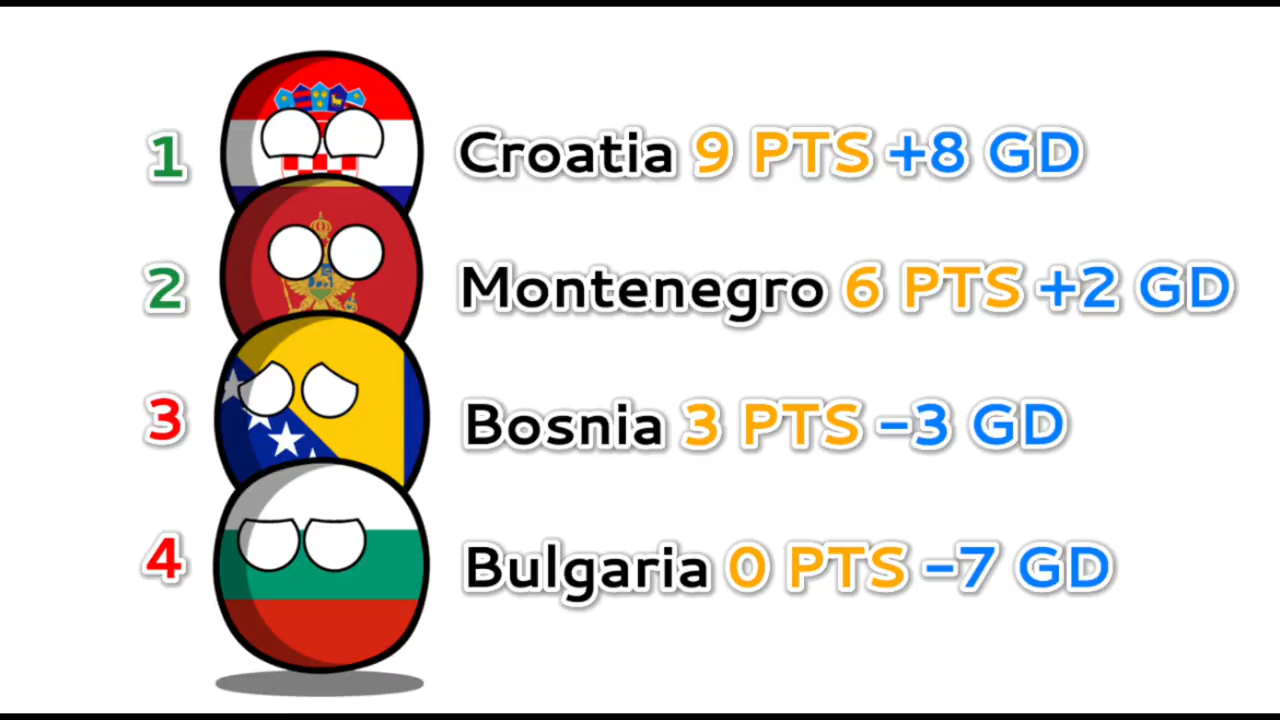 1 Croatia 9 PTS +8 GD
2 Montenegro 6 PTS +2 GD
3 Bosnia 3 PTS -3 GD
4 Bulgaria 0 PTS -7 GD